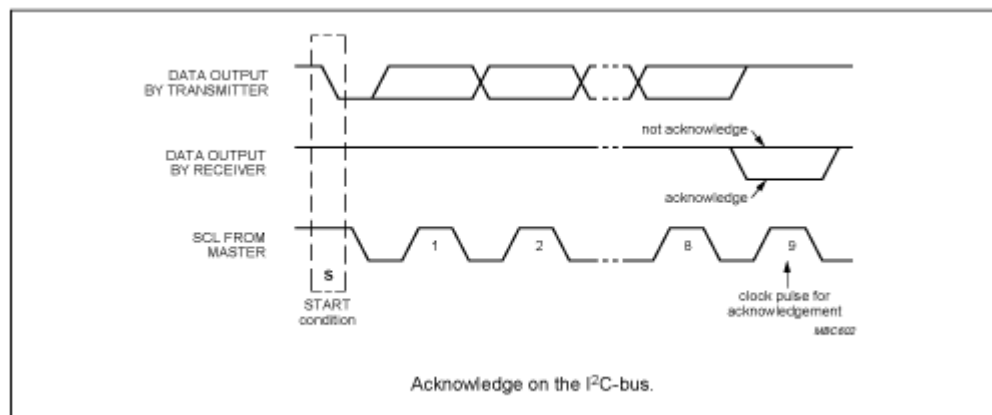 DATA OUTPUT
BY TRANSMITTER
not acknowledge
DATA OUTPUT
BY RECEIVER
acknowledge
SCL FROM
MASTER
1
2
8
9
S
START
condition
clock pulse for
acknowledgement
MBC602
Acknowledge on the I²C-bus.